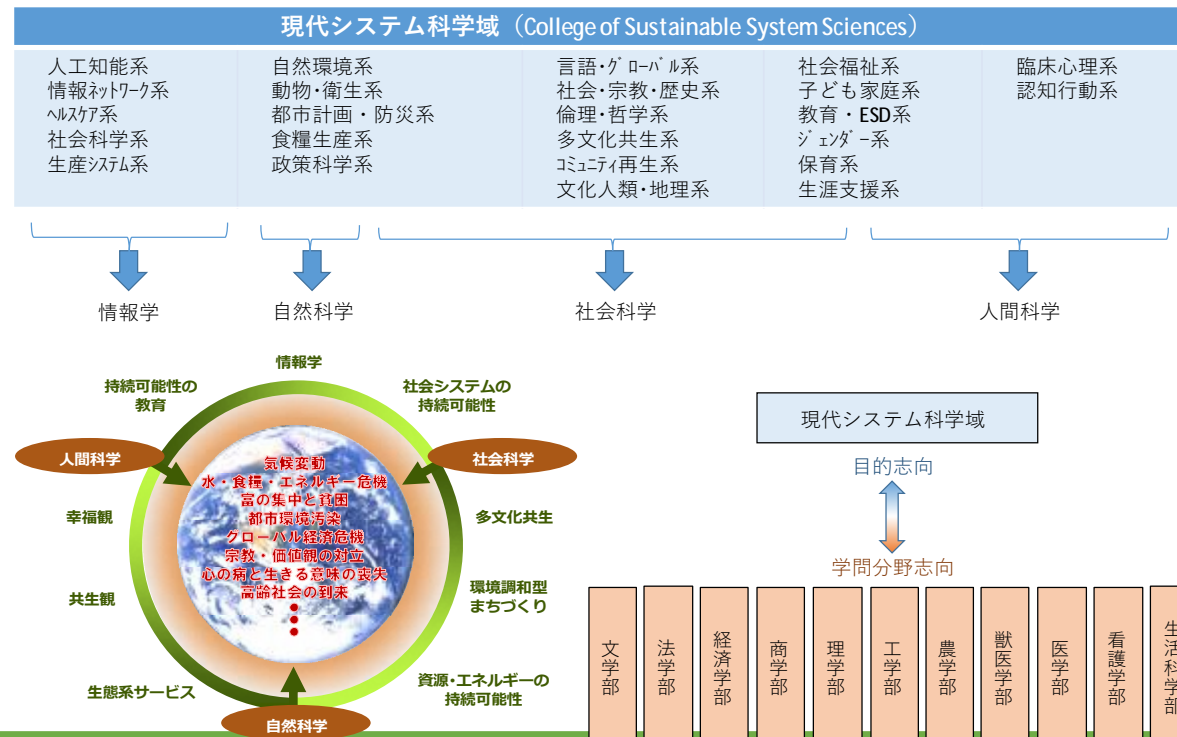 現代システム科学域（College of Sustainable System Sciences）
人工知能系
情報ﾈｯﾄﾜｰｸ系
ﾍﾙｽｹｱ系
社会科学系
生産ｼｽﾃﾑ系
自然環境系
動物・衛生系
都市計画・防災系
食糧生産系
政策科学系
言語・ｸﾞﾛｰﾊﾞﾙ系
社会・宗教・歴史系
倫理・哲学系
多文化共生系
ｺﾐｭﾆﾃｨ再生系
文化人類・地理系
社会福祉系
子ども家庭系
教育・ESD系
ｼﾞｪﾝﾀﾞｰ系
保育系
生涯支援系
臨床心理系
認知行動系
情報学
自然科学
社会科学
人間科学
情報学
持続可能性の
教育
社会システムの
持続可能性
人間科学
社会科学
気候変動
水・食糧・エネルギー危機
富の集中と貧困
都市環境汚染
グローバル経済危機
宗教・価値観の対立
心の病と生きる意味の喪失
高齢社会の到来
幸福観
多文化共生
共生観
環境調和型
まちづくり
生態系サービス
資源・エネルギーの
持続可能性
自然科学
現代システム科学域
目的志向
学問分野志向
文学部
法学部
経済学部
商学部
理学部
工学部
農学部
獣医学部
医学部
看護学部
生活科学部